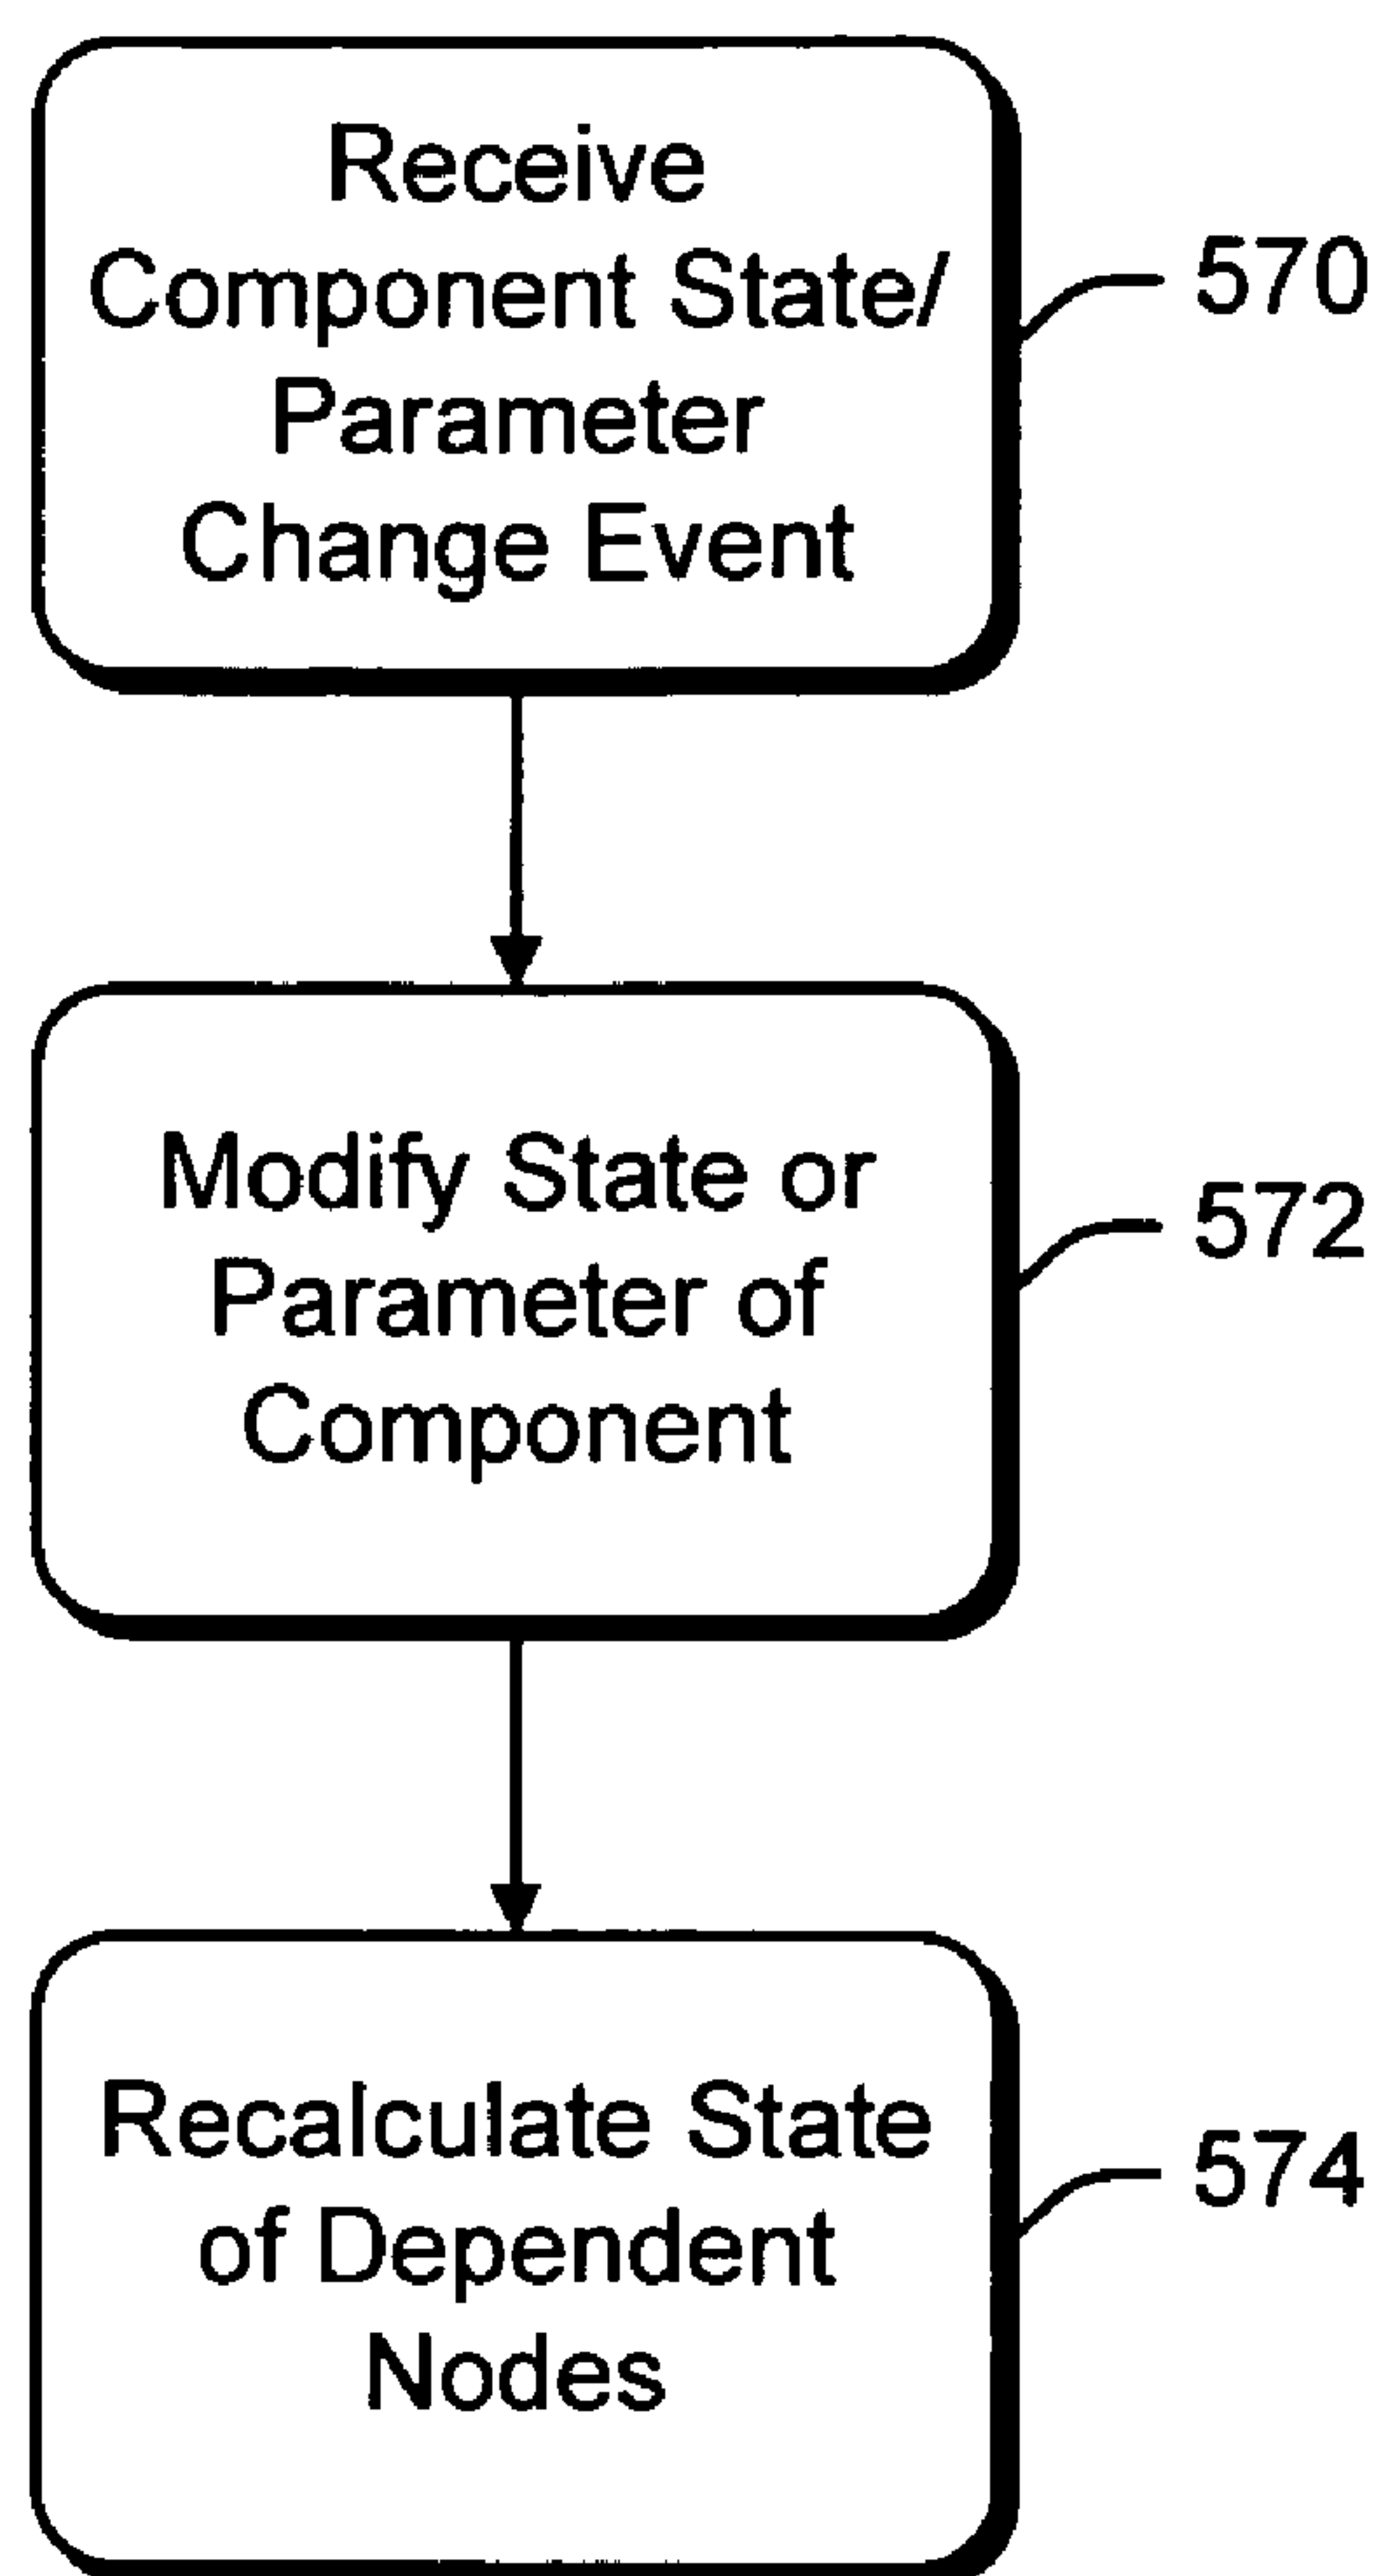 Receive
Component State/
Parameter
Change Event
570
Modify State or
Parameter of
Component
572
Recalculate State
of Dependent
Nodes
574